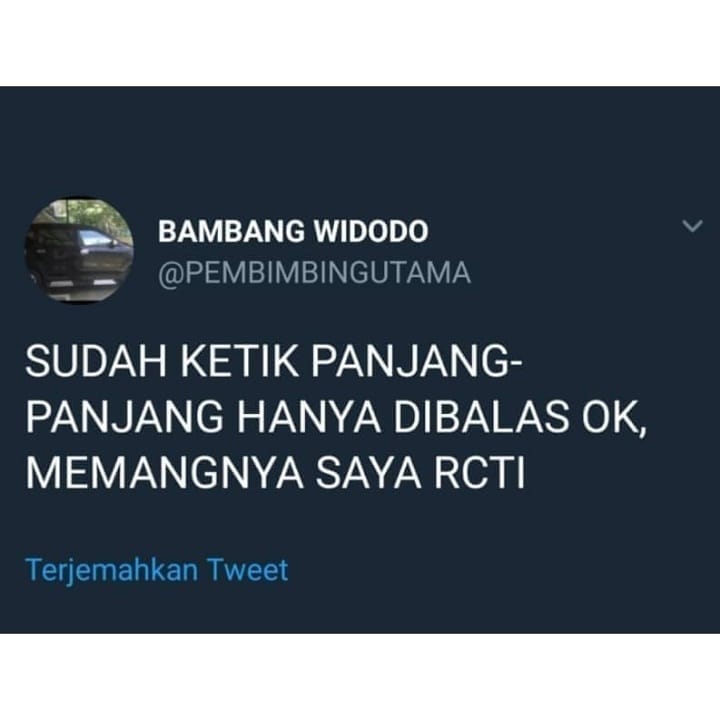 BAMBANG WIDODO
@PEMBIMBINGUTAMA
SUDAH KETIK PANJANG-
PANJANG HANYA DIBALAS OK,
MEMANGNYA SAYA RCTI
Terjemahkan Tweet